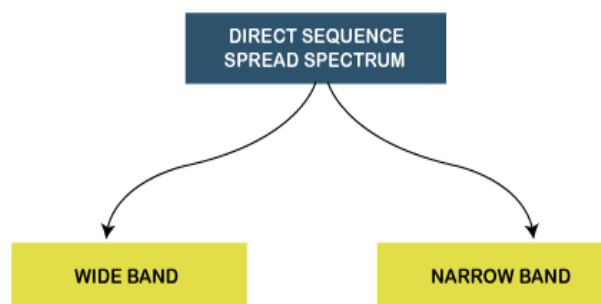 DIRECT SEQUENCE
SPREAD SPECTRUM
WIDE BAND
NARROW BAND